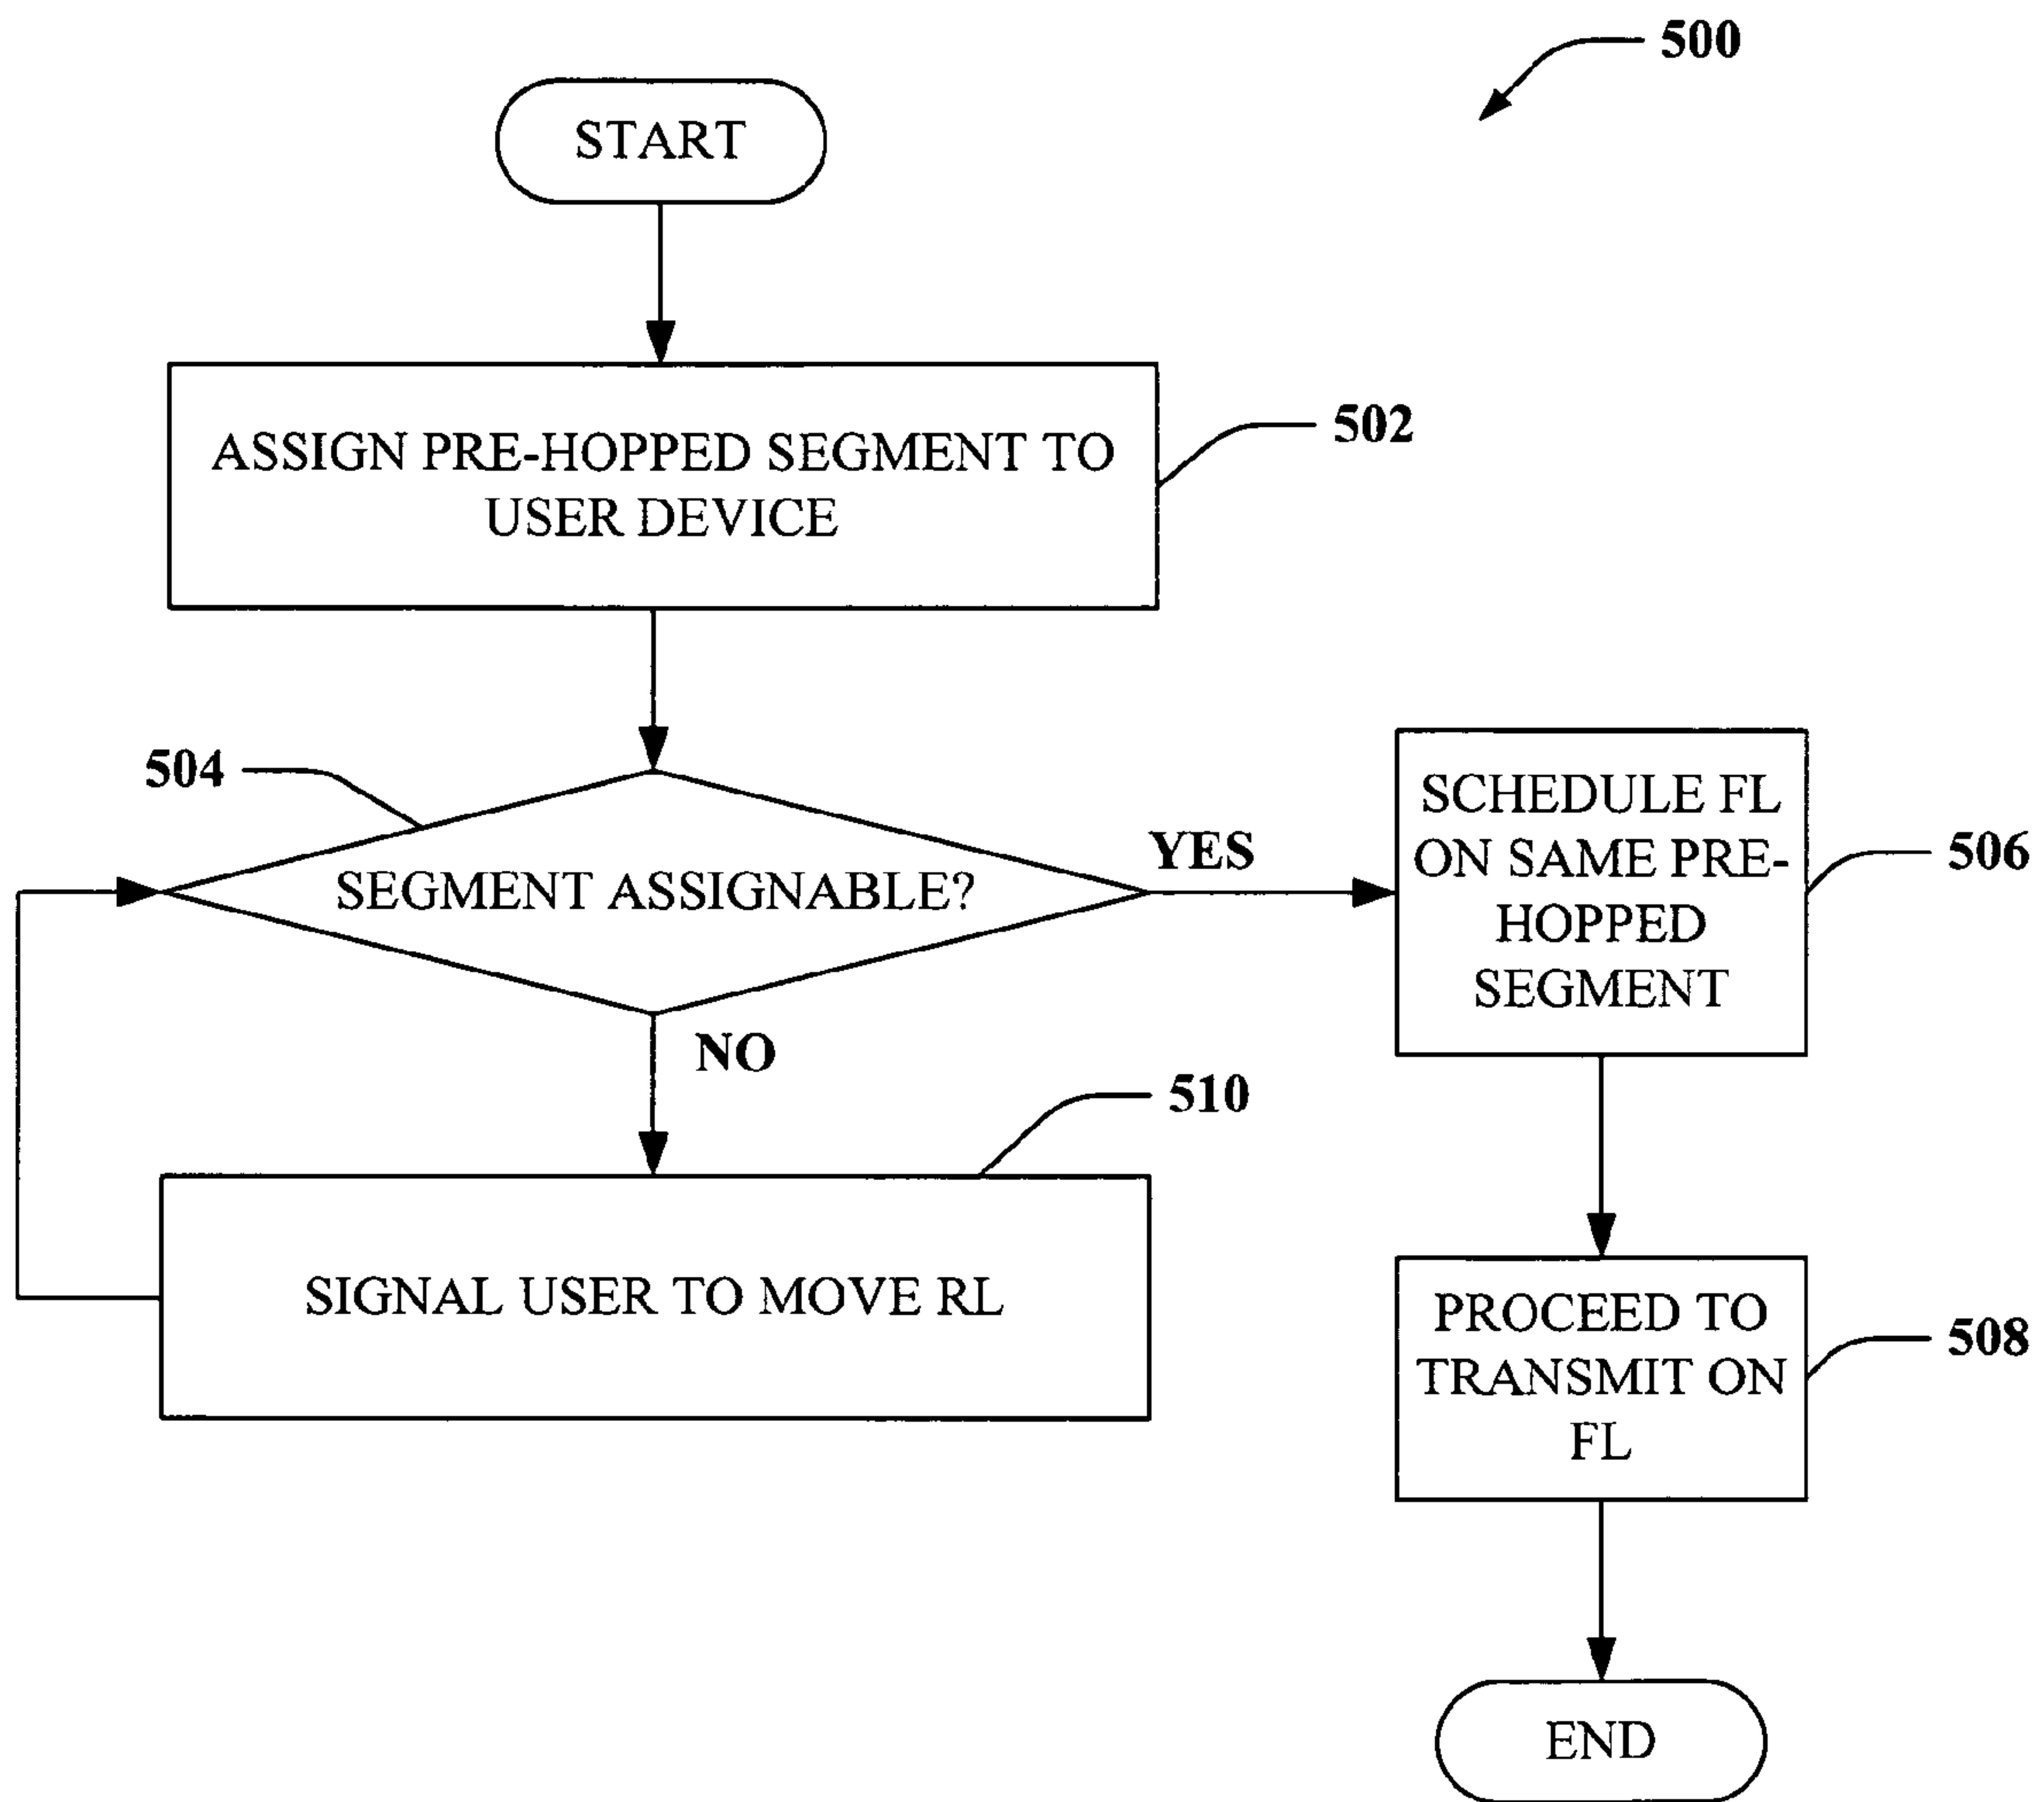 500
START
ASSIGN PRE-HOPPED SEGMENT TO
USER DEVICE
502
504
SEGMENT ASSIGNABLE?
YES
NO
SCHEDULE FL
ON SAME PRE-
HOPPED
SEGMENT
506
510
SIGNAL USER TO MOVE RL
PROCEED TO
TRANSMIT ON
FL
508
END